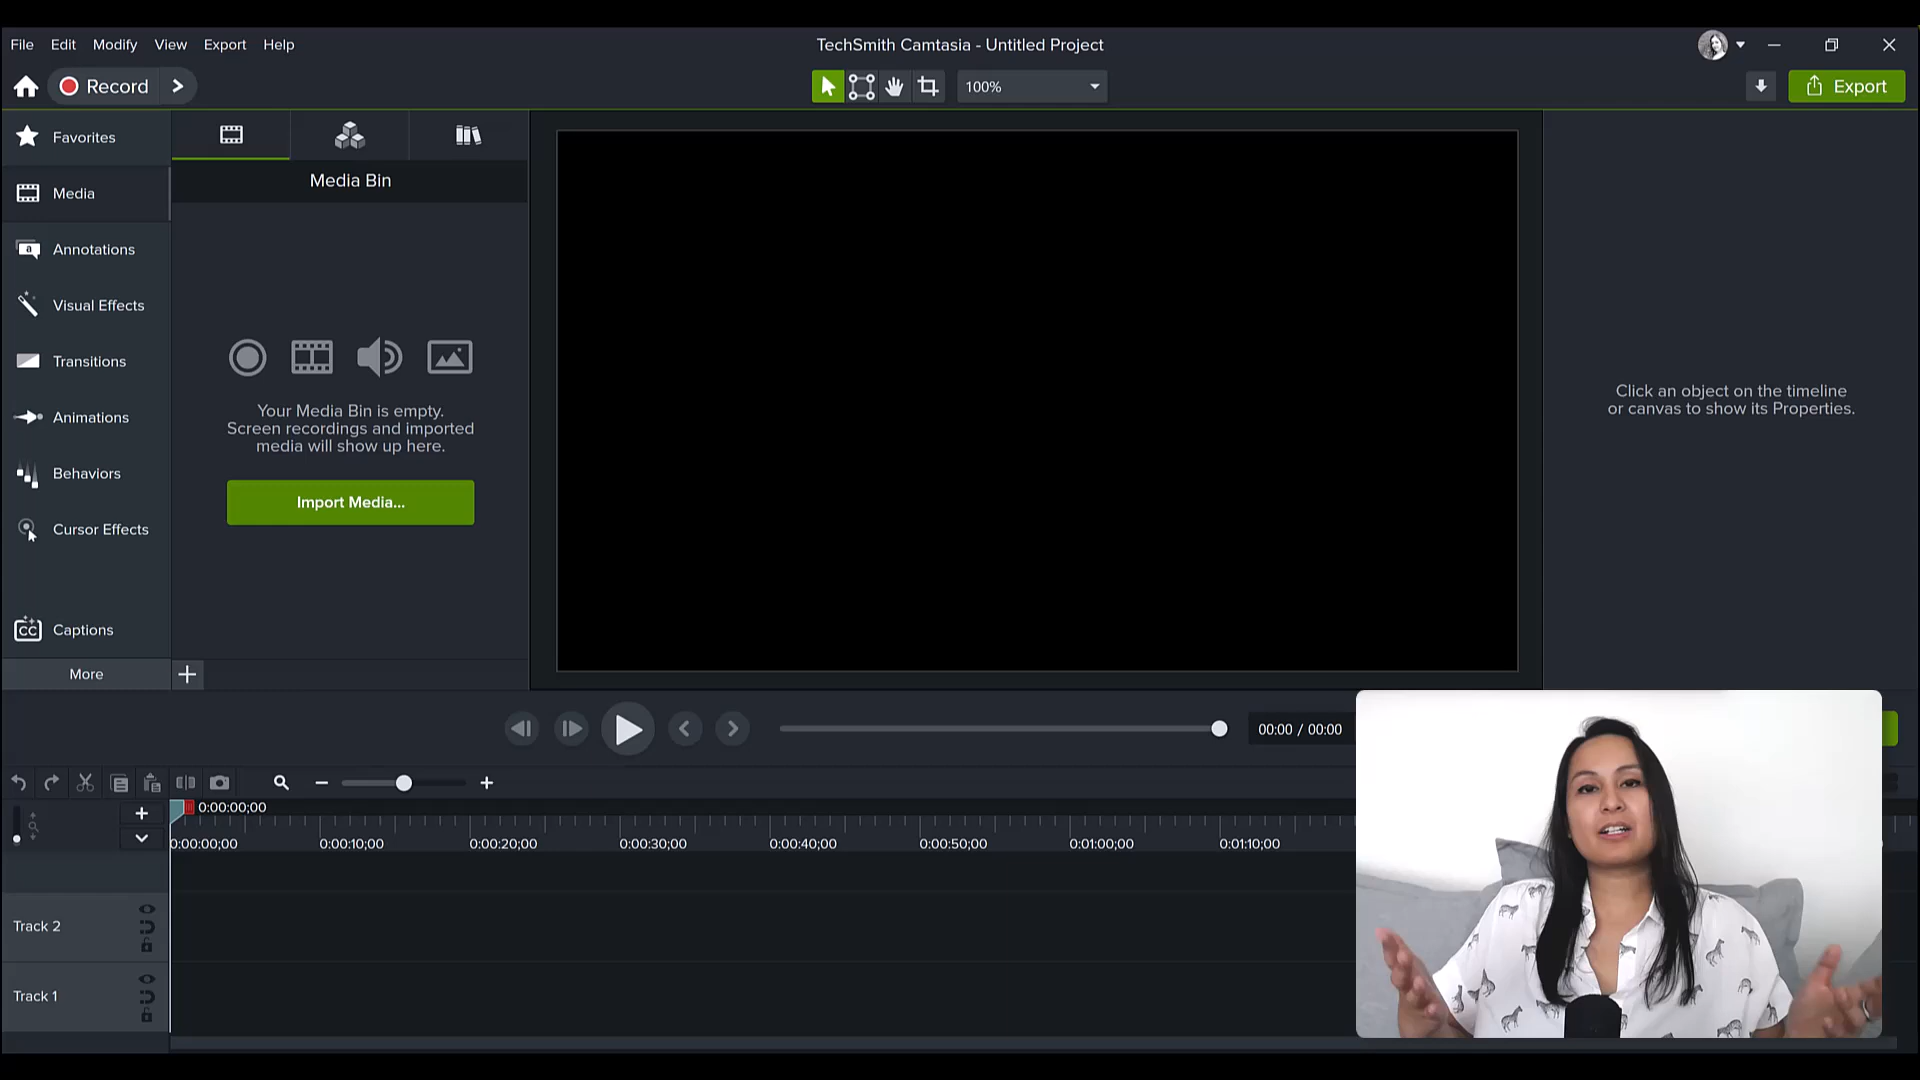 File Edit Modify View Export Help
TechSmith Camtasia - Untitled Project
Record
100%
Export
Favorites
Media
Annotations
Visual Effects
Transitions
Animations
Behaviors
Cursor Effects
CC Captions
More
Media Bin
Your Media Bin is empty.
Screen recordings and imported
media will show up here.
Import Media...
Click an object on the timeline
or canvas to show its Properties.
00:00 / 00:00
0:00:00;00
0:00:00;00 0:00:10;00 0:00:20;00 0:00:30;00 0:00:40;00 0:00:50;00 0:01:00;00 0:01:10;00
Track 2
Track 1